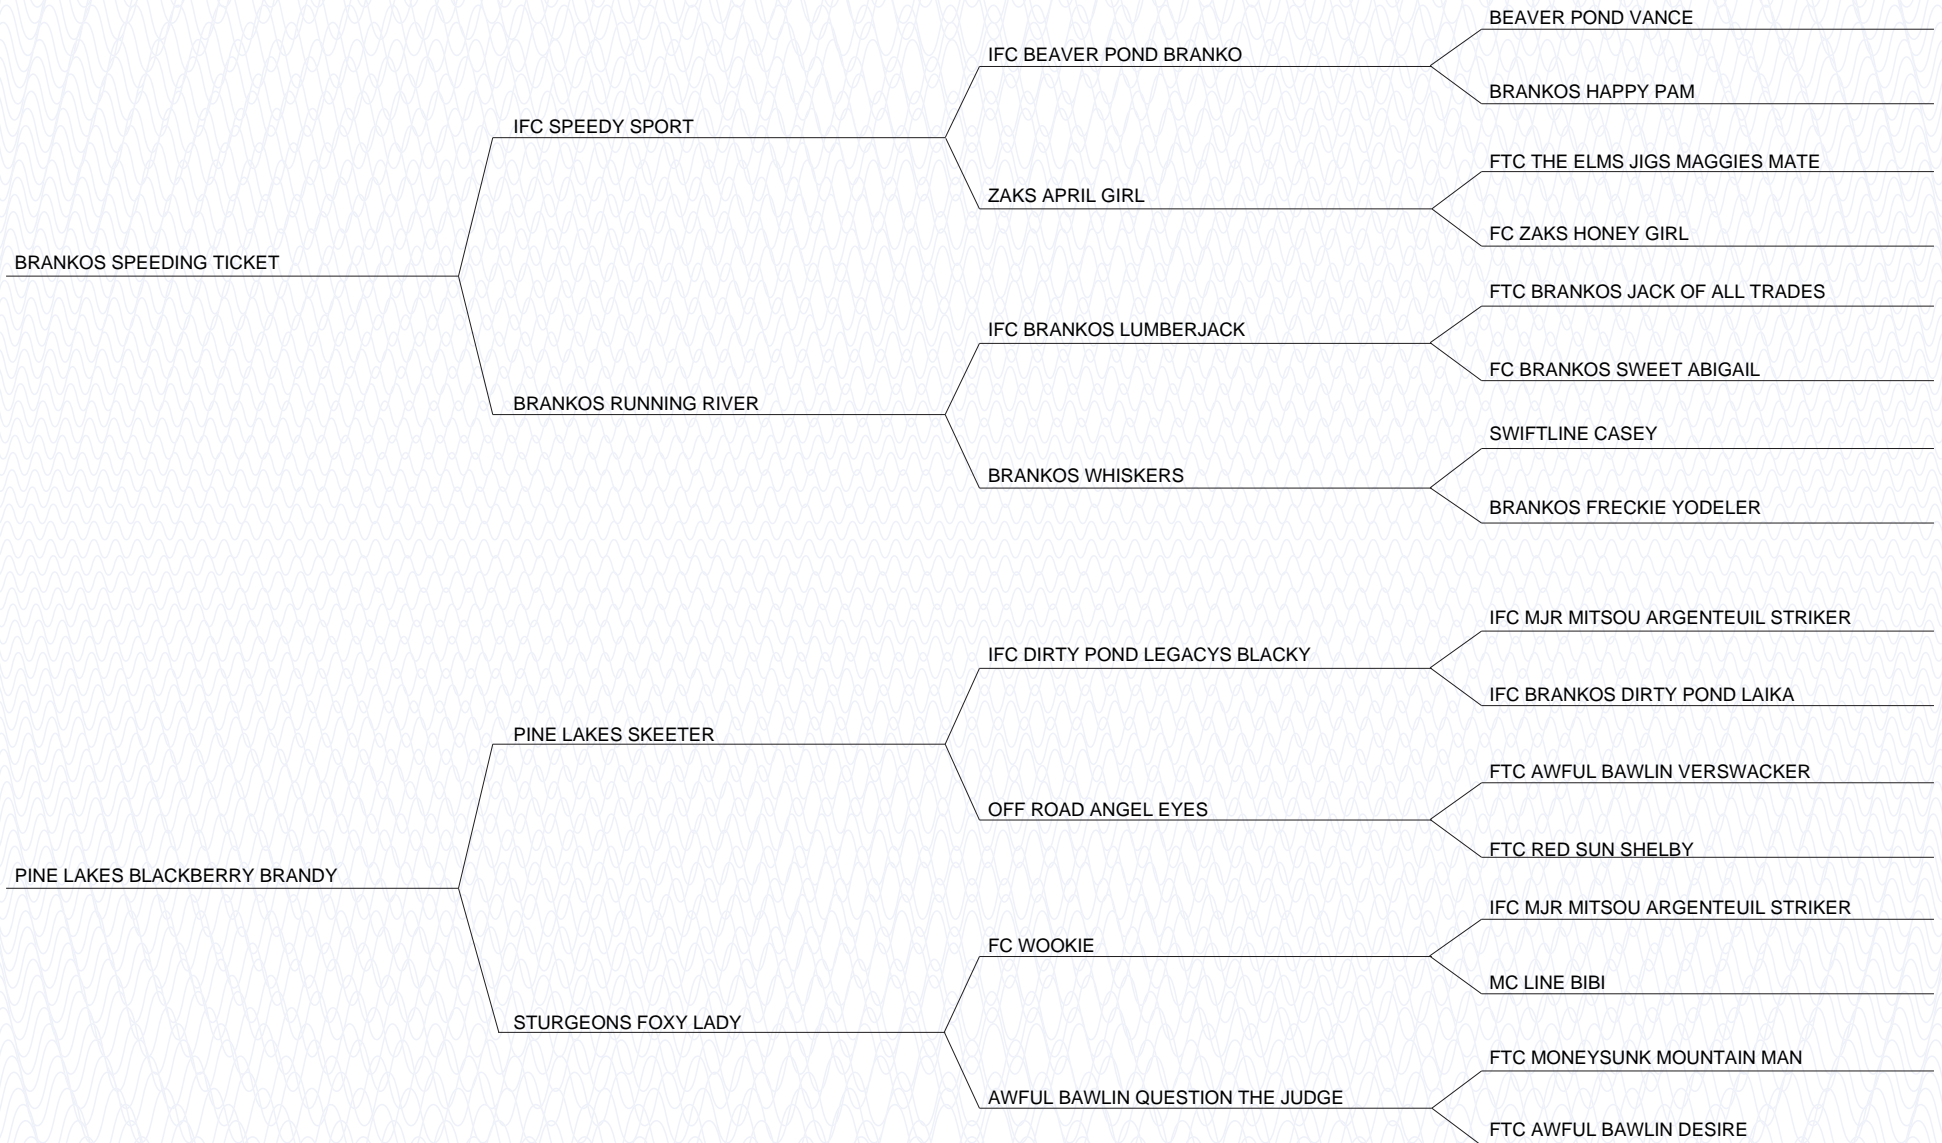 BEAVER POND VANCE
IFC BEAVER POND BRANKO
BRANKOS HAPPY PAM
IFC SPEEDY SPORT
FTC THE ELMS JIGS MAGGIES MATE
ZAKS APRIL GIRL
FC ZAKS HONEY GIRL
BRANKOS SPEEDING TICKET
FTC BRANKOS JACK OF ALL TRADES
IFC BRANKOS LUMBERJACK
FC BRANKOS SWEET ABIGAIL
BRANKOS RUNNING RIVER
SWIFTLINE CASEY
BRANKOS WHISKERS
BRANKOS FRECKIE YODELER
IFC MJR MITSOU ARGENTEUIL STRIKER
IFC DIRTY POND LEGACYS BLACKY
IFC BRANKOS DIRTY POND LAIKA
PINE LAKES SKEETER
FTC AWFUL BAWLIN VERSWACKER
OFF ROAD ANGEL EYES
FTC RED SUN SHELBY
PINE LAKES BLACKBERRY BRANDY
IFC MJR MITSOU ARGENTEUIL STRIKER
FC WOOKIE
MC LINE BIBI
STURGEONS FOXY LADY
FTC MONEYSUNK MOUNTAIN MAN
AWFUL BAWLIN QUESTION THE JUDGE
FTC AWFUL BAWLIN DESIRE